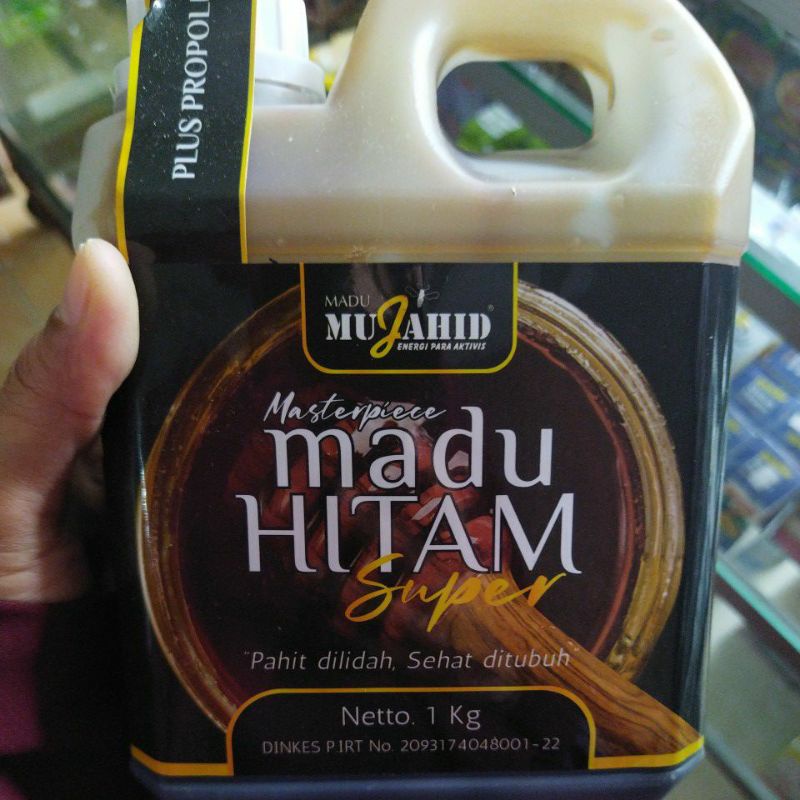 PLUS PROPOLI
MADU
MUJAHID®
ENERGI PARA AKTIVIS
Masterpiece
madu
HITAM
Super
"Pahit dilidah, Sehat ditubuh"
Netto. 1 Kg
DINKES P.IRT No. 2093174048001-22